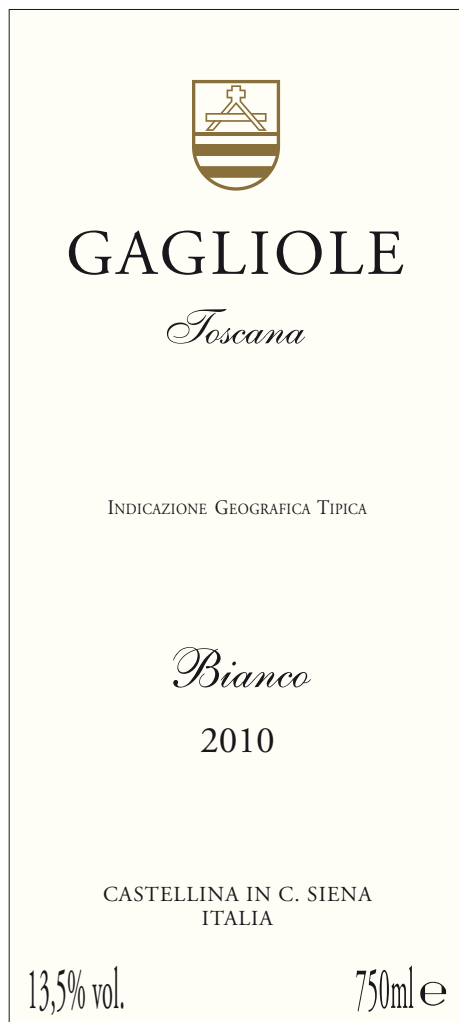 GAGLIOLE
Toscana
INDICAZIONE GEOGRAFICA TIPICA
Bianco
2010
CASTELLINA IN C. SIENA
ITALIA
13,5% vol. 750ml ℮